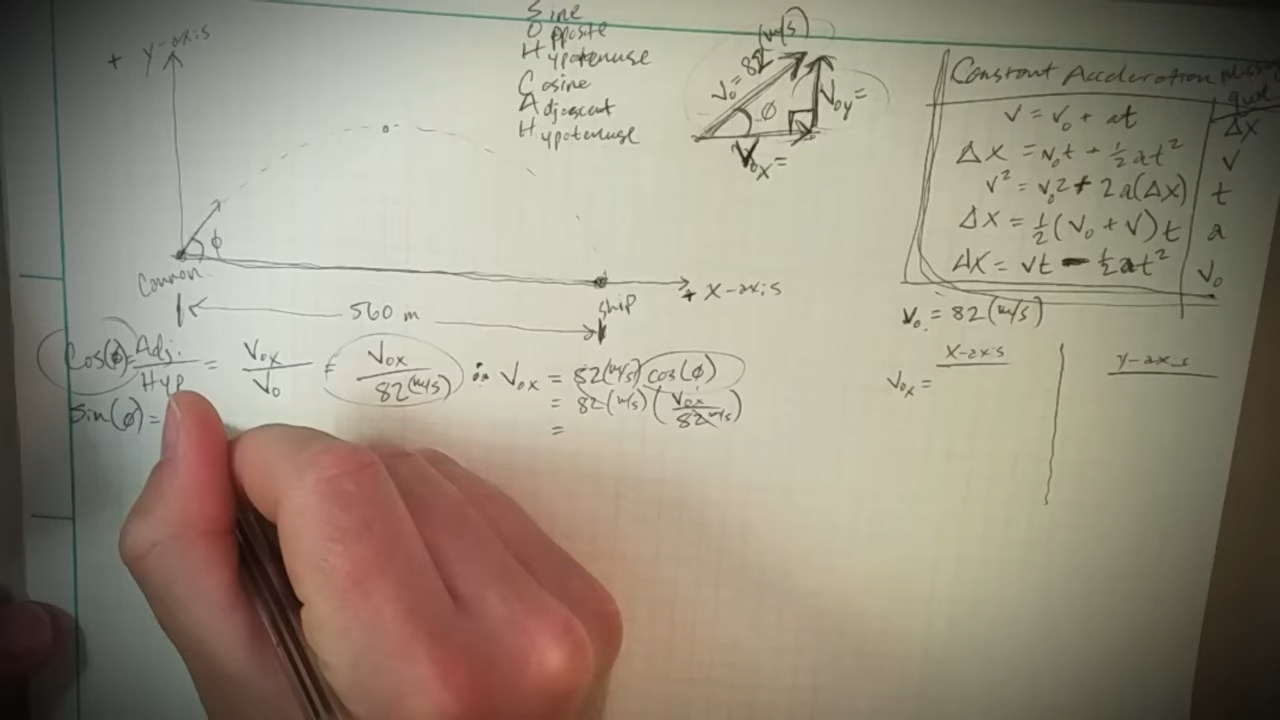 + y-axis
Sine
Opposite
Hypotenuse
Cosine
Adjacent
Hypotenuse
V₀ = 82 (m/s)
ϕ
V₀y =
V₀x =
Constant Acceleration
v = v₀ + at
Δx = v₀t + ½at²
v² = v₀² + 2a(Δx)
Δx = ½(v₀ + v)t
Δx = vt - ½at²
Δx
v
t
a
v₀
ϕ
Cannon
ship
+ x-axis
560 m
V₀ = 82 (m/s)
x-axis
y-axis
V₀x =
Cos(ϕ) = Adj. / Hyp = V₀x / V₀ = V₀x / 82(m/s) ∴ V₀x = 82(m/s) cos(ϕ)
= 82(m/s) (V₀x / 82 m/s)
=
Sin(ϕ) =